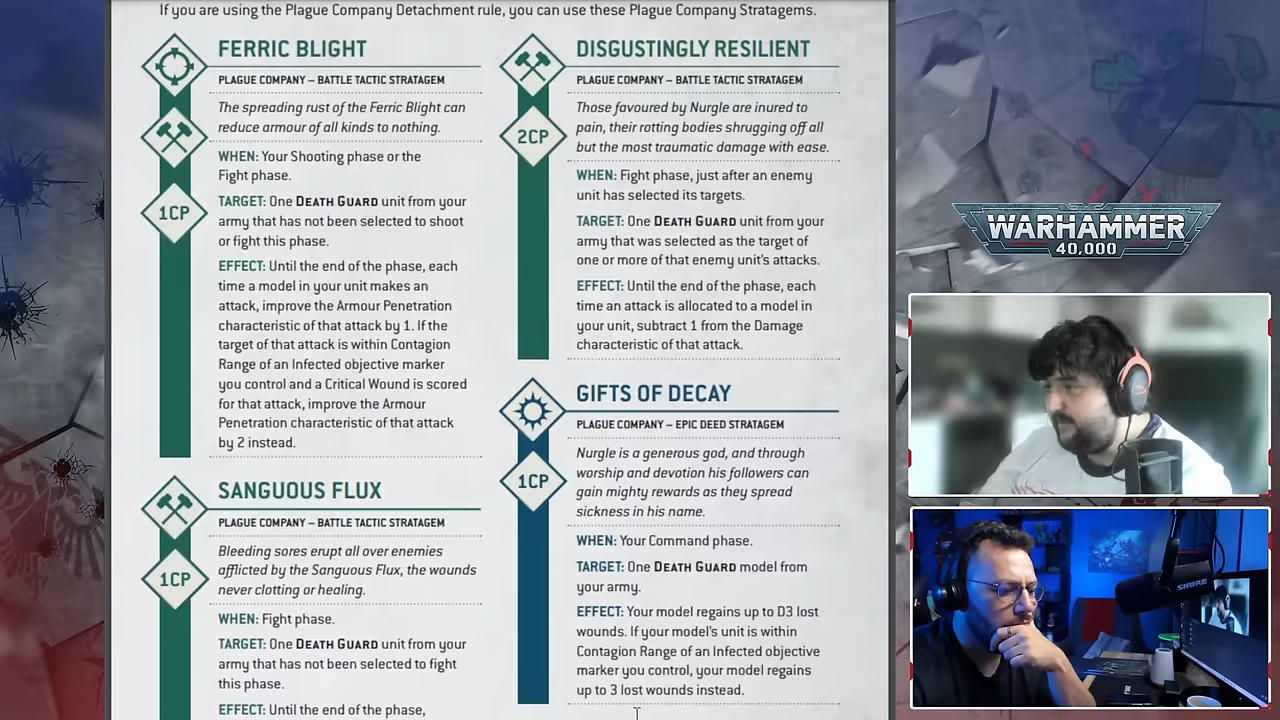 If you are using the Plague Company Detachment rule, you can use these Plague Company Stratagems.
FERRIC BLIGHT
PLAGUE COMPANY – BATTLE TACTIC STRATAGEM
The spreading rust of the Ferric Blight can
reduce armour of all kinds to nothing.
WHEN: Your Shooting phase or the
Fight phase.
1CP
TARGET: One DEATH GUARD unit from your
army that has not been selected to shoot
or fight this phase.
EFFECT: Until the end of the phase, each
time a model in your unit makes an
attack, improve the Armour Penetration
characteristic of that attack by 1. If the
target of that attack is within Contagion
Range of an Infected objective marker
you control and a Critical Wound is scored
for that attack, improve the Armour
Penetration characteristic of that attack
by 2 instead.
SANGUOUS FLUX
PLAGUE COMPANY – BATTLE TACTIC STRATAGEM
Bleeding sores erupt all over enemies
afflicted by the Sanguous Flux, the wounds
never clotting or healing.
1CP
WHEN: Fight phase.
TARGET: One DEATH GUARD unit from your
army that has not been selected to fight
this phase.
EFFECT: Until the end of the phase,
DISGUSTINGLY RESILIENT
PLAGUE COMPANY – BATTLE TACTIC STRATAGEM
Those favoured by Nurgle are inured to
pain, their rotting bodies shrugging off all
but the most traumatic damage with ease.
2CP
WHEN: Fight phase, just after an enemy
unit has selected its targets.
TARGET: One DEATH GUARD unit from your
army that was selected as the target of
one or more of that enemy unit's attacks.
EFFECT: Until the end of the phase, each
time an attack is allocated to a model in
your unit, subtract 1 from the Damage
characteristic of that attack.
GIFTS OF DECAY
PLAGUE COMPANY – EPIC DEED STRATAGEM
Nurgle is a generous god, and through
worship and devotion his followers can
gain mighty rewards as they spread
sickness in his name.
1CP
WHEN: Your Command phase.
TARGET: One DEATH GUARD model from
your army.
EFFECT: Your model regains up to D3 lost
wounds. If your model's unit is within
Contagion Range of an Infected objective
marker you control, your model regains
up to 3 lost wounds instead.
WARHAMMER
40,000
SHURE